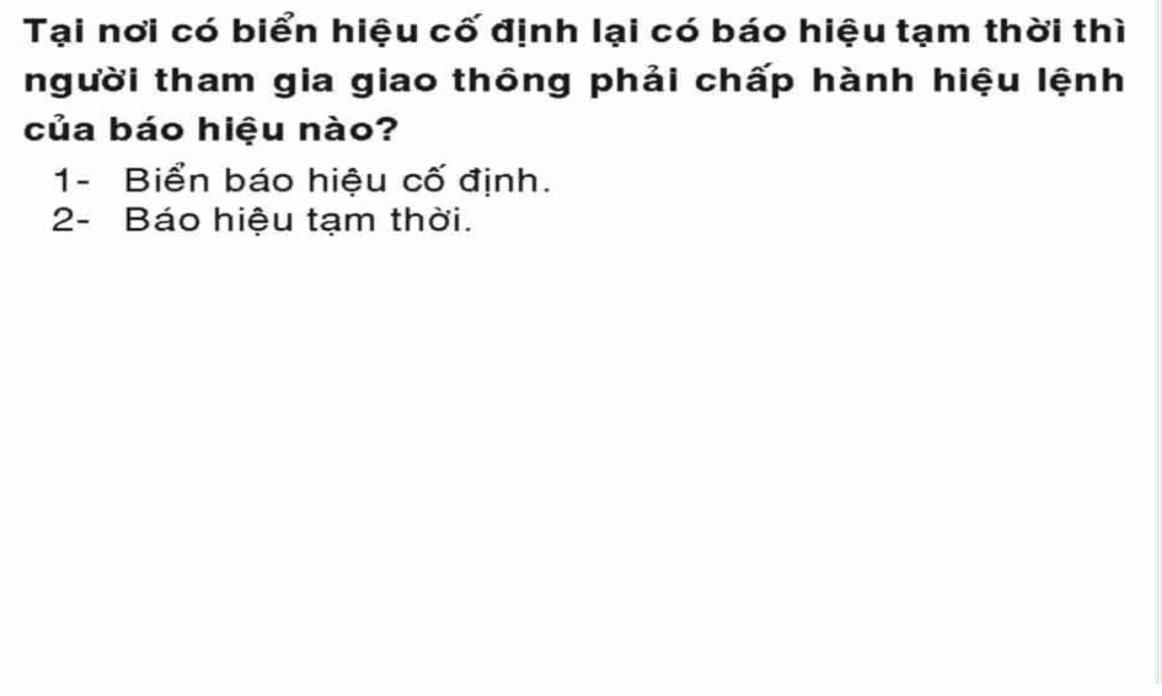 Tại nơi có biển hiệu cố định lại có báo hiệu tạm thời thì
người tham gia giao thông phải chấp hành hiệu lệnh
của báo hiệu nào?
1- Biển báo hiệu cố định.
2- Báo hiệu tạm thời.